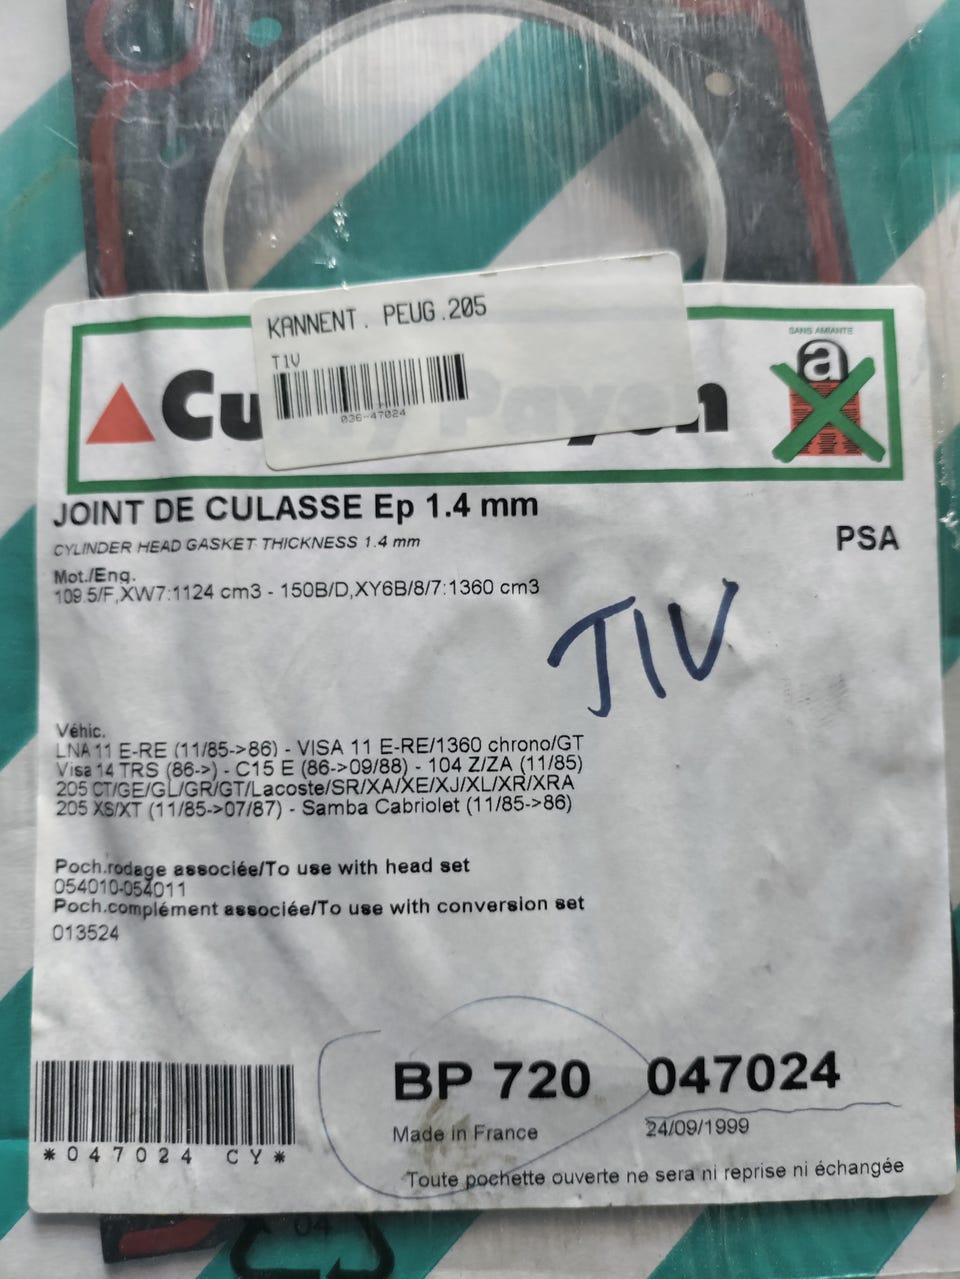 KANNENT. PEUG.205
T1V
036-47024
SANS AMIANTE
a
JOINT DE CULASSE Ep 1.4 mm
CYLINDER HEAD GASKET THICKNESS 1.4 mm
PSA
Mot./Eng.
109.5/F,XW7:1124 cm3 - 150B/D,XY6B/8/7:1360 cm3
T1V
Véhic.
LNA 11 E-RE (11/85->86) - VISA 11 E-RE/1360 chrono/GT
Visa 14 TRS (86->) - C15 E (86->09/88) - 104 Z/ZA (11/85)
205 CT/GE/GL/GR/GT/Lacoste/SR/XA/XE/XJ/XL/XR/XRA
205 XS/XT (11/85->07/87) - Samba Cabriolet (11/85->86)
Poch.rodage associée/To use with head set
054010-054011
Poch.complément associée/To use with conversion set
013524
BP 720 047024
Made in France 24/09/1999
*047024 CY*
Toute pochette ouverte ne sera ni reprise ni échangée
04